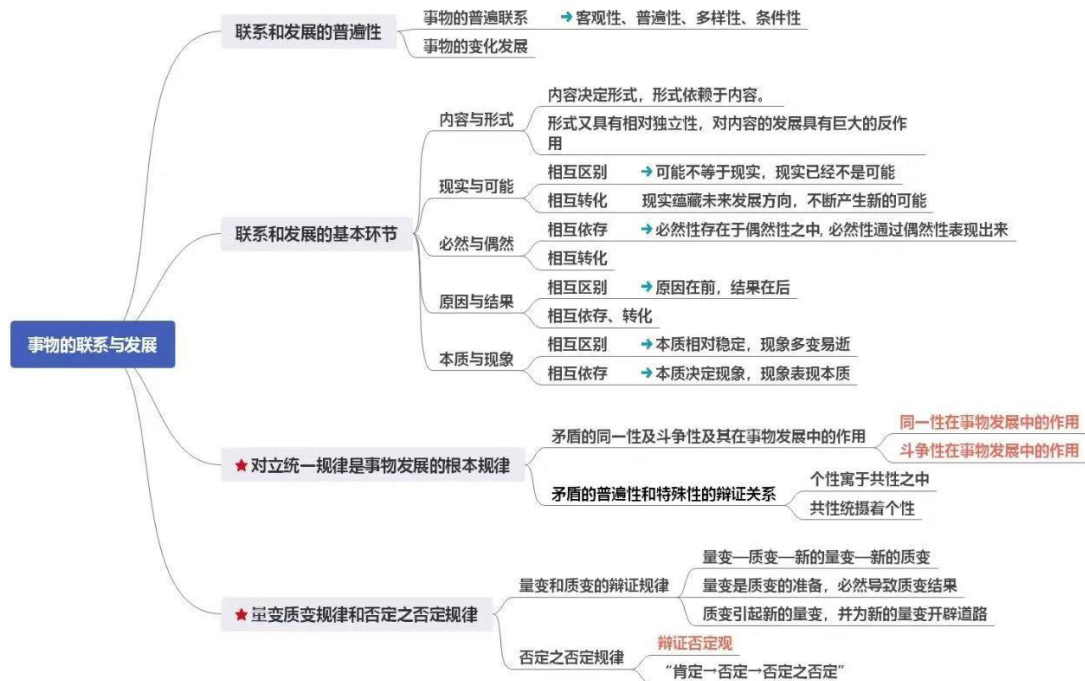 联系和发展的普遍性
事物的普遍联系
客观性、普遍性、多样性、条件性
事物的变化发展
联系和发展的基本环节
内容与形式
内容决定形式，形式依赖于内容。
形式又具有相对独立性，对内容的发展具有巨大的反作
用
现实与可能
相互区别
可能不等于现实，现实已经不是可能
相互转化
现实蕴藏未来发展方向，不断产生新的可能
必然与偶然
相互依存
必然性存在于偶然性之中, 必然性通过偶然性表现出来
相互转化
原因与结果
相互区别
原因在前，结果在后
相互依存、转化
本质与现象
相互区别
本质相对稳定，现象多变易逝
相互依存
本质决定现象，现象表现本质
事物的联系与发展
对立统一规律是事物发展的根本规律
矛盾的同一性及斗争性及其在事物发展中的作用
同一性在事物发展中的作用
斗争性在事物发展中的作用
矛盾的普遍性和特殊性的辩证关系
个性寓于共性之中
共性统摄着个性
量变质变规律和否定之否定规律
量变和质变的辩证规律
量变—质变—新的量变—新的质变
量变是质变的准备，必然导致质变结果
质变引起新的量变，并为新的量变开辟道路
否定之否定规律
辩证否定观
“肯定→否定→否定之否定”